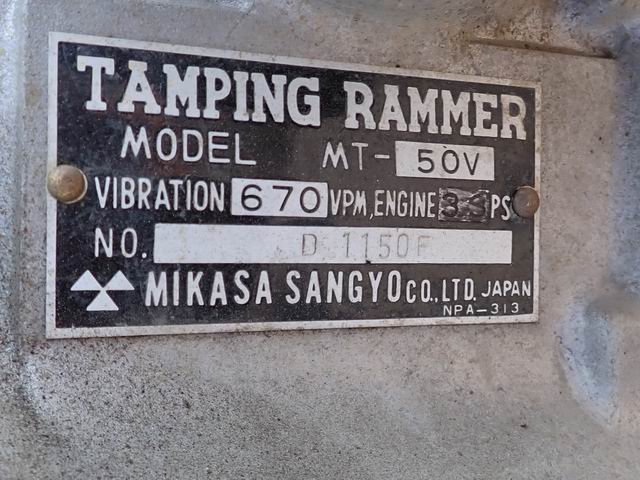 TAMPING RAMMER
MODEL MT-50V
VIBRATION 670 VPM, ENGINE PS
NO. D 1150F
MIKASA SANGYO CO., LTD. JAPAN
NPA-313